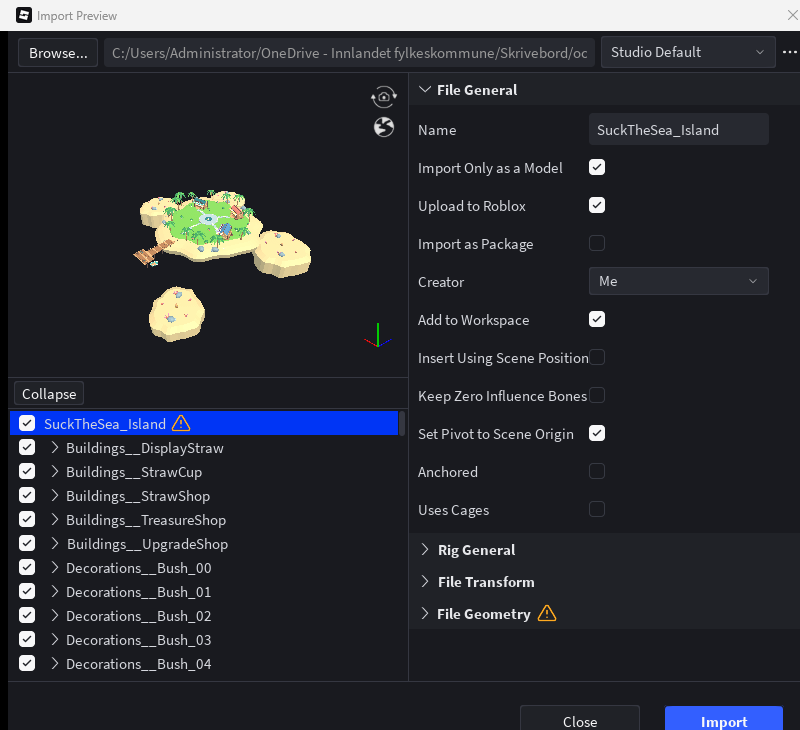 Import Preview
Browse...
C:/Users/Administrator/OneDrive - Innlandet fylkeskommune/Skrivebord/oc
Studio Default
File General
Name
SuckTheSea_Island
Import Only as a Model
Upload to Roblox
Import as Package
Creator
Me
Add to Workspace
Insert Using Scene Position
Keep Zero Influence Bones
Set Pivot to Scene Origin
Anchored
Uses Cages
Rig General
File Transform
File Geometry
Collapse
SuckTheSea_Island
Buildings__DisplayStraw
Buildings__StrawCup
Buildings__StrawShop
Buildings__TreasureShop
Buildings__UpgradeShop
Decorations__Bush_00
Decorations__Bush_01
Decorations__Bush_02
Decorations__Bush_03
Decorations__Bush_04
Close
Import